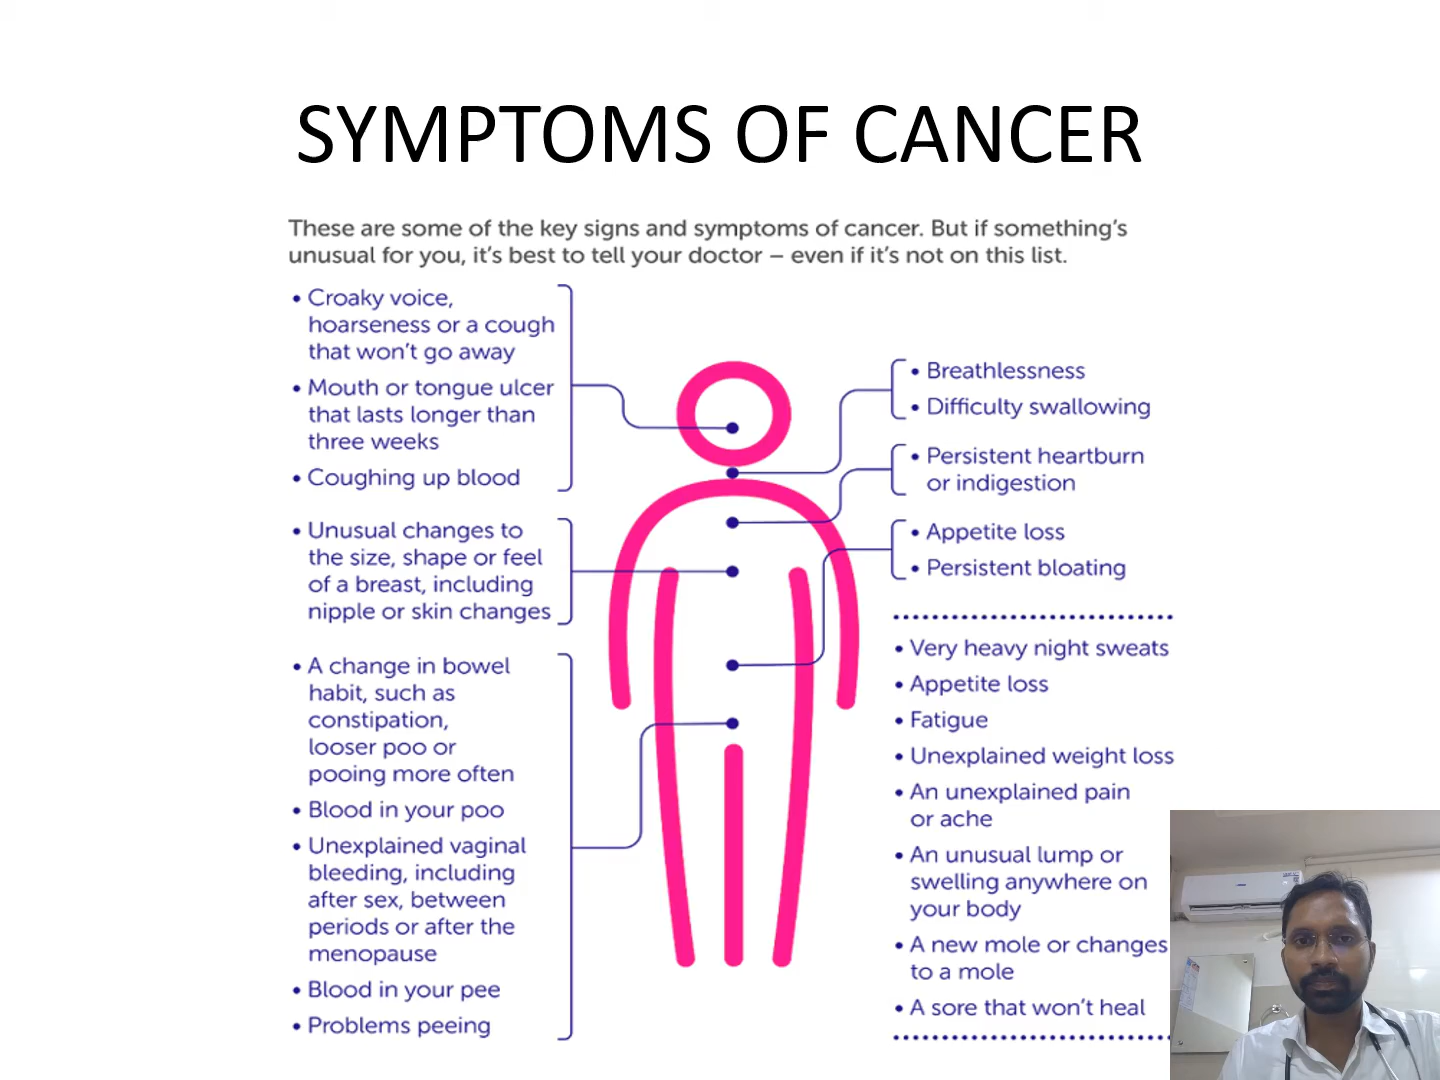 SYMPTOMS OF CANCER
These are some of the key signs and symptoms of cancer. But if something's
unusual for you, it's best to tell your doctor – even if it's not on this list.
• Croaky voice,
hoarseness or a cough
that won't go away
• Mouth or tongue ulcer
that lasts longer than
three weeks
• Coughing up blood
• Unusual changes to
the size, shape or feel
of a breast, including
nipple or skin changes
• A change in bowel
habit, such as
constipation,
looser poo or
pooing more often
• Blood in your poo
• Unexplained vaginal
bleeding, including
after sex, between
periods or after the
menopause
• Blood in your pee
• Problems peeing
• Breathlessness
• Difficulty swallowing
• Persistent heartburn
or indigestion
• Appetite loss
• Persistent bloating
• Very heavy night sweats
• Appetite loss
• Fatigue
• Unexplained weight loss
• An unexplained pain
or ache
• An unusual lump or
swelling anywhere on
your body
• A new mole or changes
to a mole
• A sore that won't heal